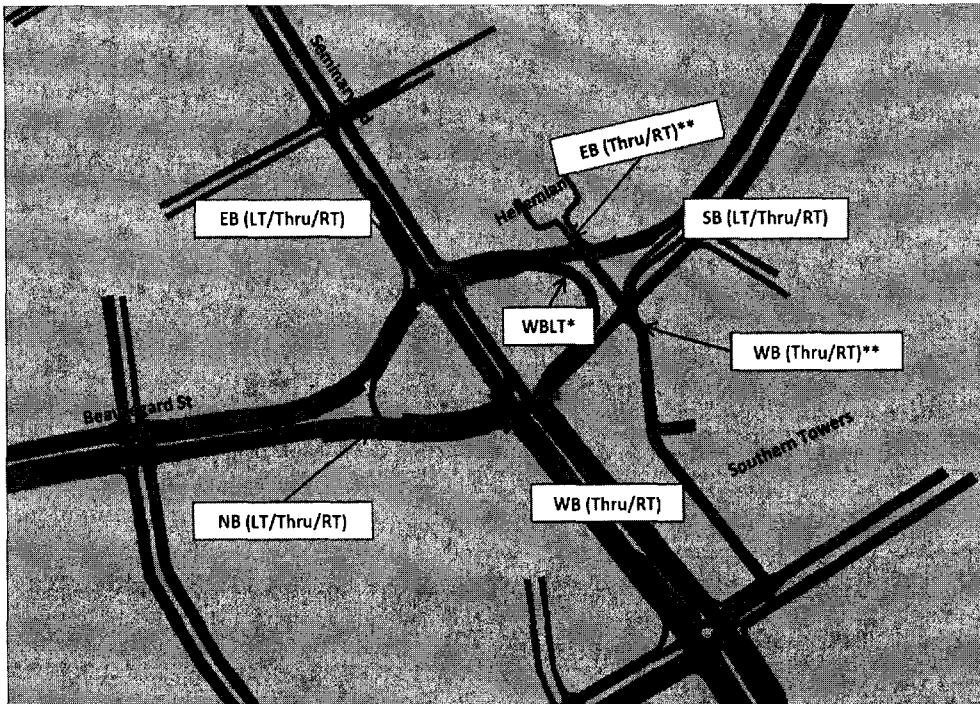 Seminary Rd
EB (Thru/RT)**
EB (LT/Thru/RT)
SB (LT/Thru/RT)
WBLT*
WB (Thru/RT)**
Beauregard St
Southern Towers
NB (LT/Thru/RT)
WB (Thru/RT)